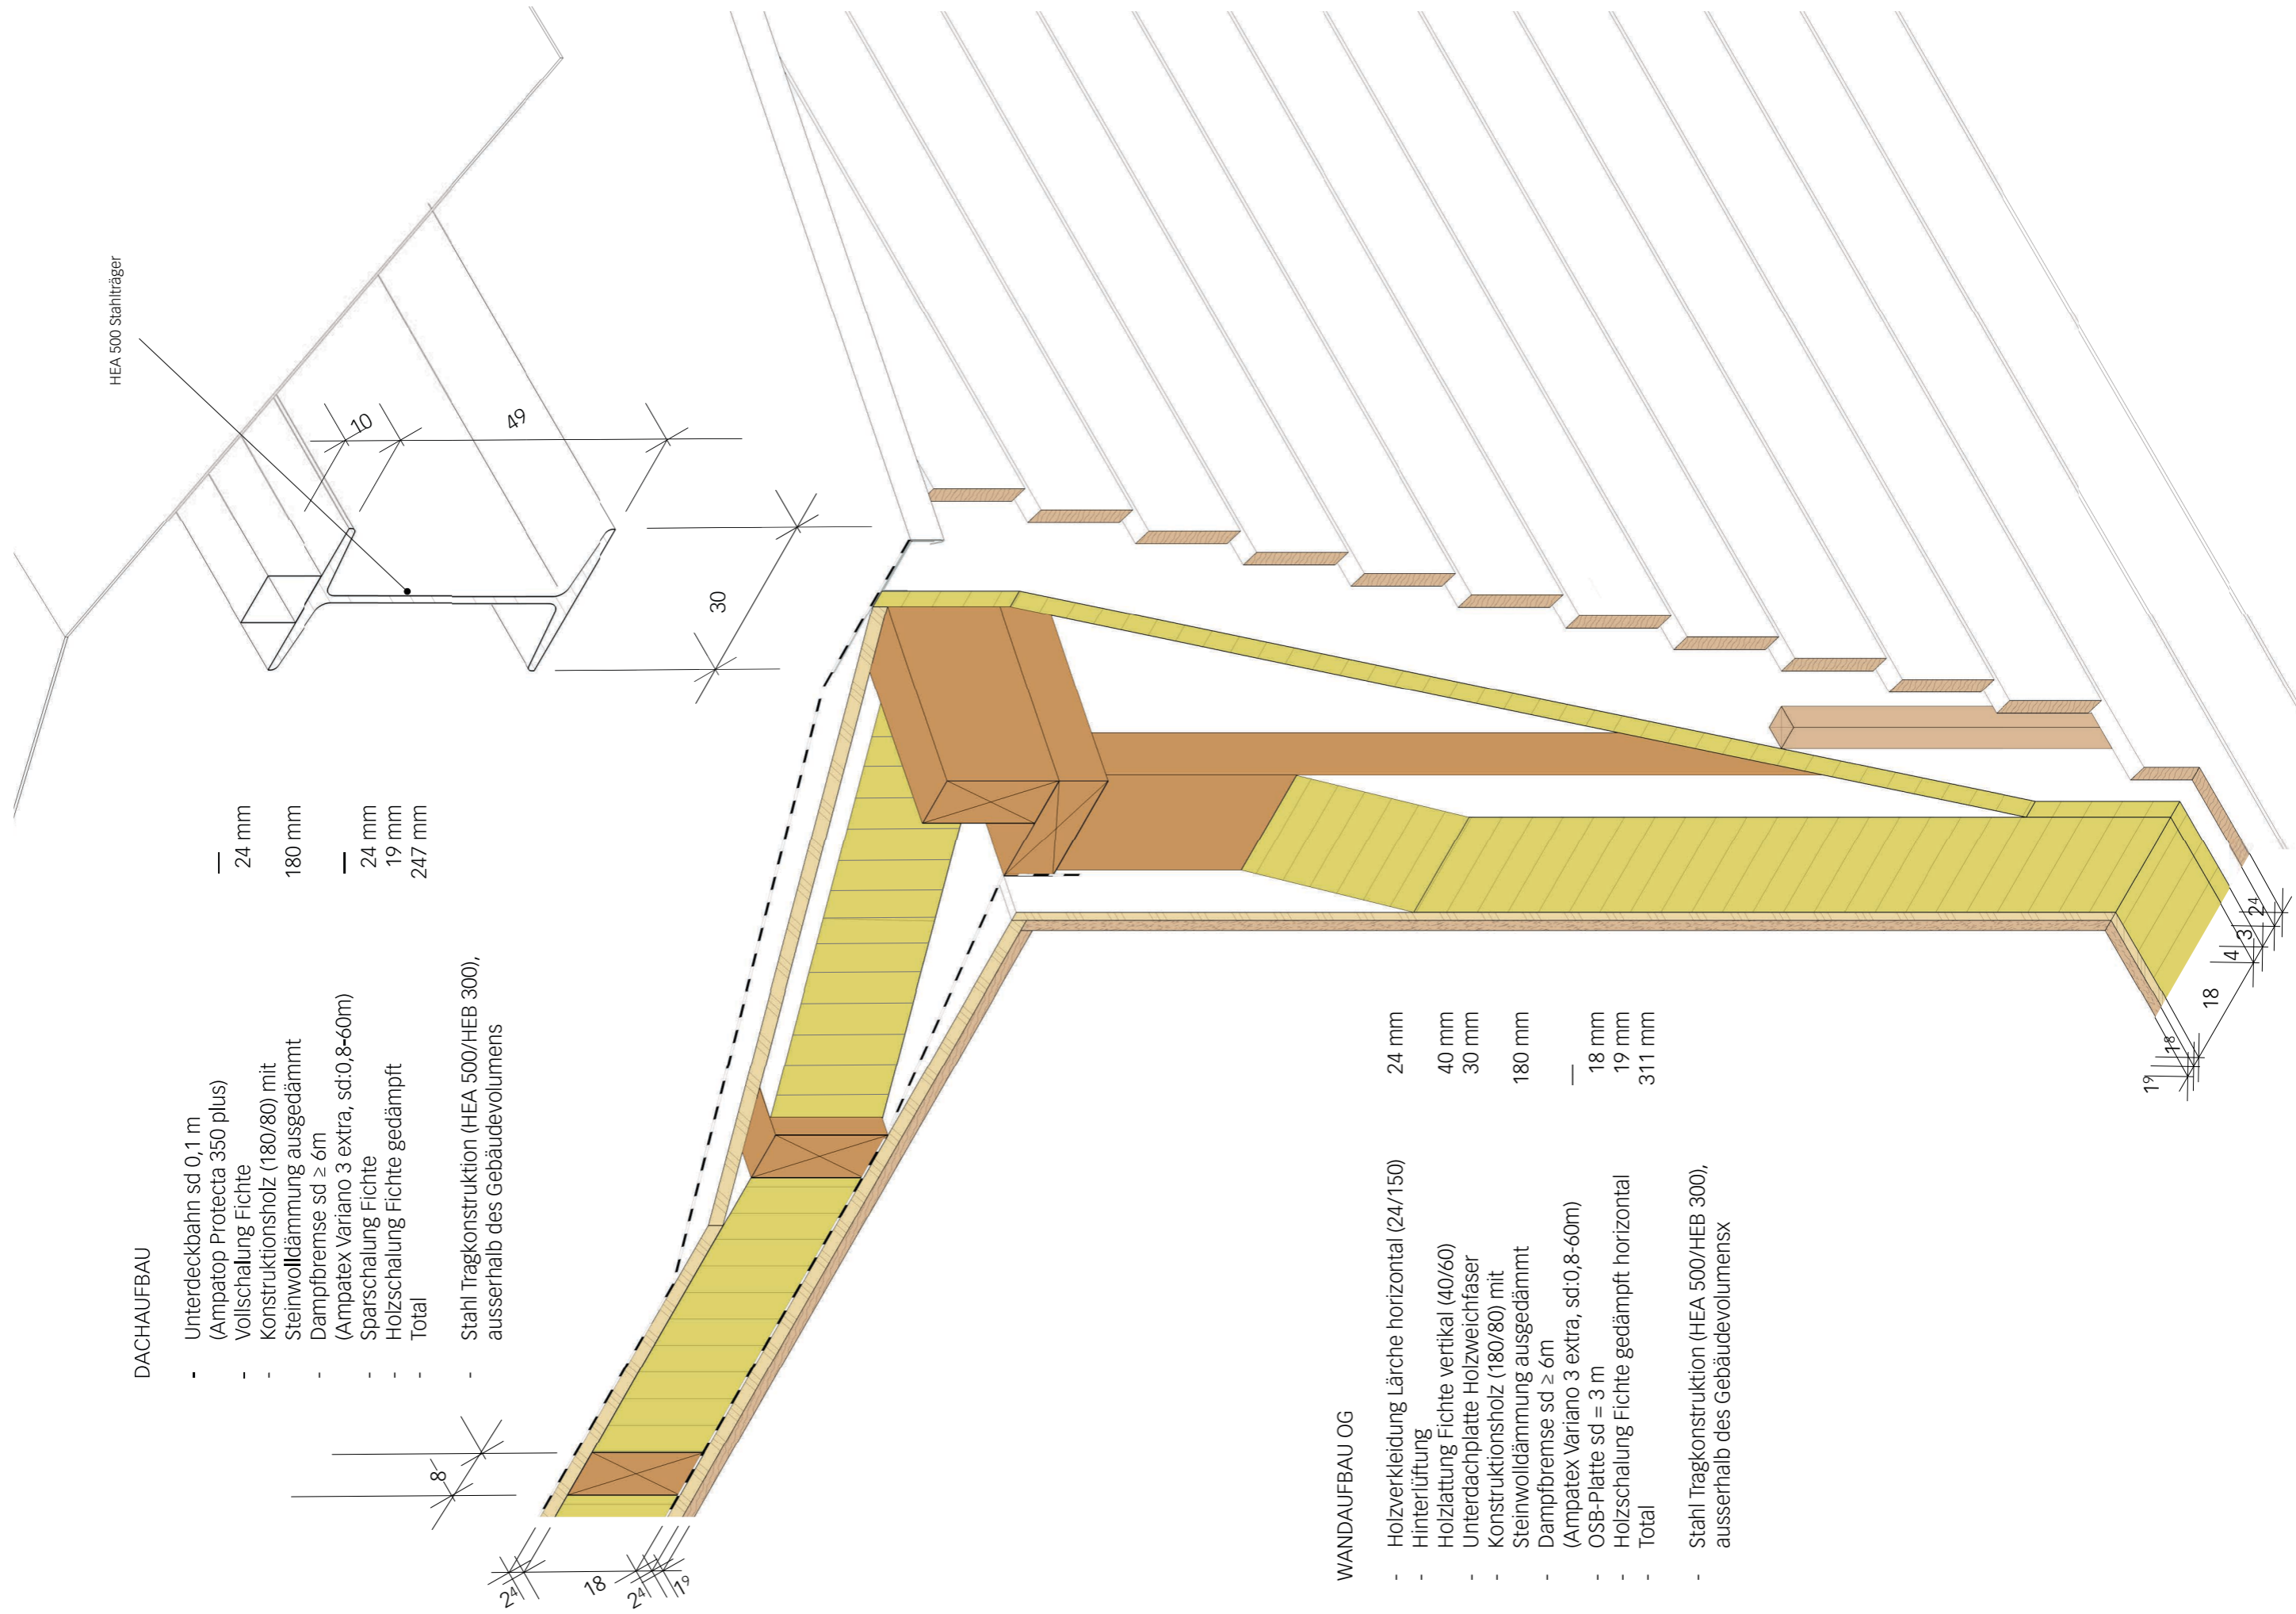 DACHAUFBAU
- Unterdeckbahn sd 0,1 m —
(Ampatop Protecta 350 plus)
- Vollschalung Fichte 24 mm
- Konstruktionsholz (180/80) mit
Steinwolldämmung ausgedämmt 180 mm
- Dampfbremse sd ≥ 6m
(Ampatex Variano 3 extra, sd:0,8-60m) —
- Sparschalung Fichte 24 mm
- Holzschalung Fichte gedämpft 19 mm
- Total 247 mm
- Stahl Tragkonstruktion (HEA 500/HEB 300),
ausserhalb des Gebäudevolumens
HEA 500 Stahlträger
10
49
30
8
2⁴
18
2⁴
1⁹
WANDAUFBAU OG
- Holzverkleidung Lärche horizontal (24/150) 24 mm
- Hinterlüftung
Holzlattung Fichte vertikal (40/60) 40 mm
- Unterdachplatte Holzweichfaser 30 mm
- Konstruktionsholz (180/80) mit
Steinwolldämmung ausgedämmt 180 mm
- Dampfbremse sd ≥ 6m
(Ampatex Variano 3 extra, sd:0,8-60m) —
- OSB-Platte sd = 3 m 18 mm
- Holzschalung Fichte gedämpft horizontal 19 mm
- Total 311 mm
- Stahl Tragkonstruktion (HEA 500/HEB 300),
ausserhalb des Gebäudevolumensx
1⁹
1⁸
18
4
3
2⁴